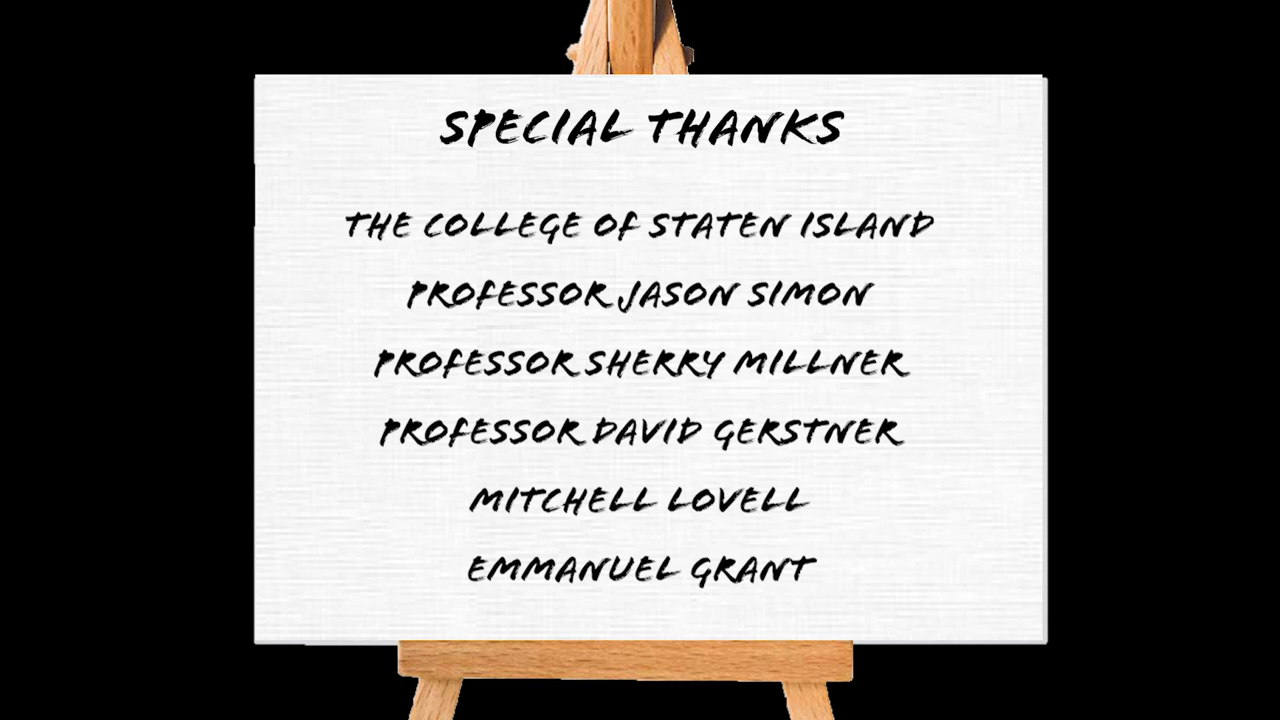 SPECIAL THANKS
THE COLLEGE OF STATEN ISLAND
PROFESSOR JASON SIMON
PROFESSOR SHERRY MILLNER
PROFESSOR DAVID GERSTNER
MITCHELL LOVELL
EMMANUEL GRANT